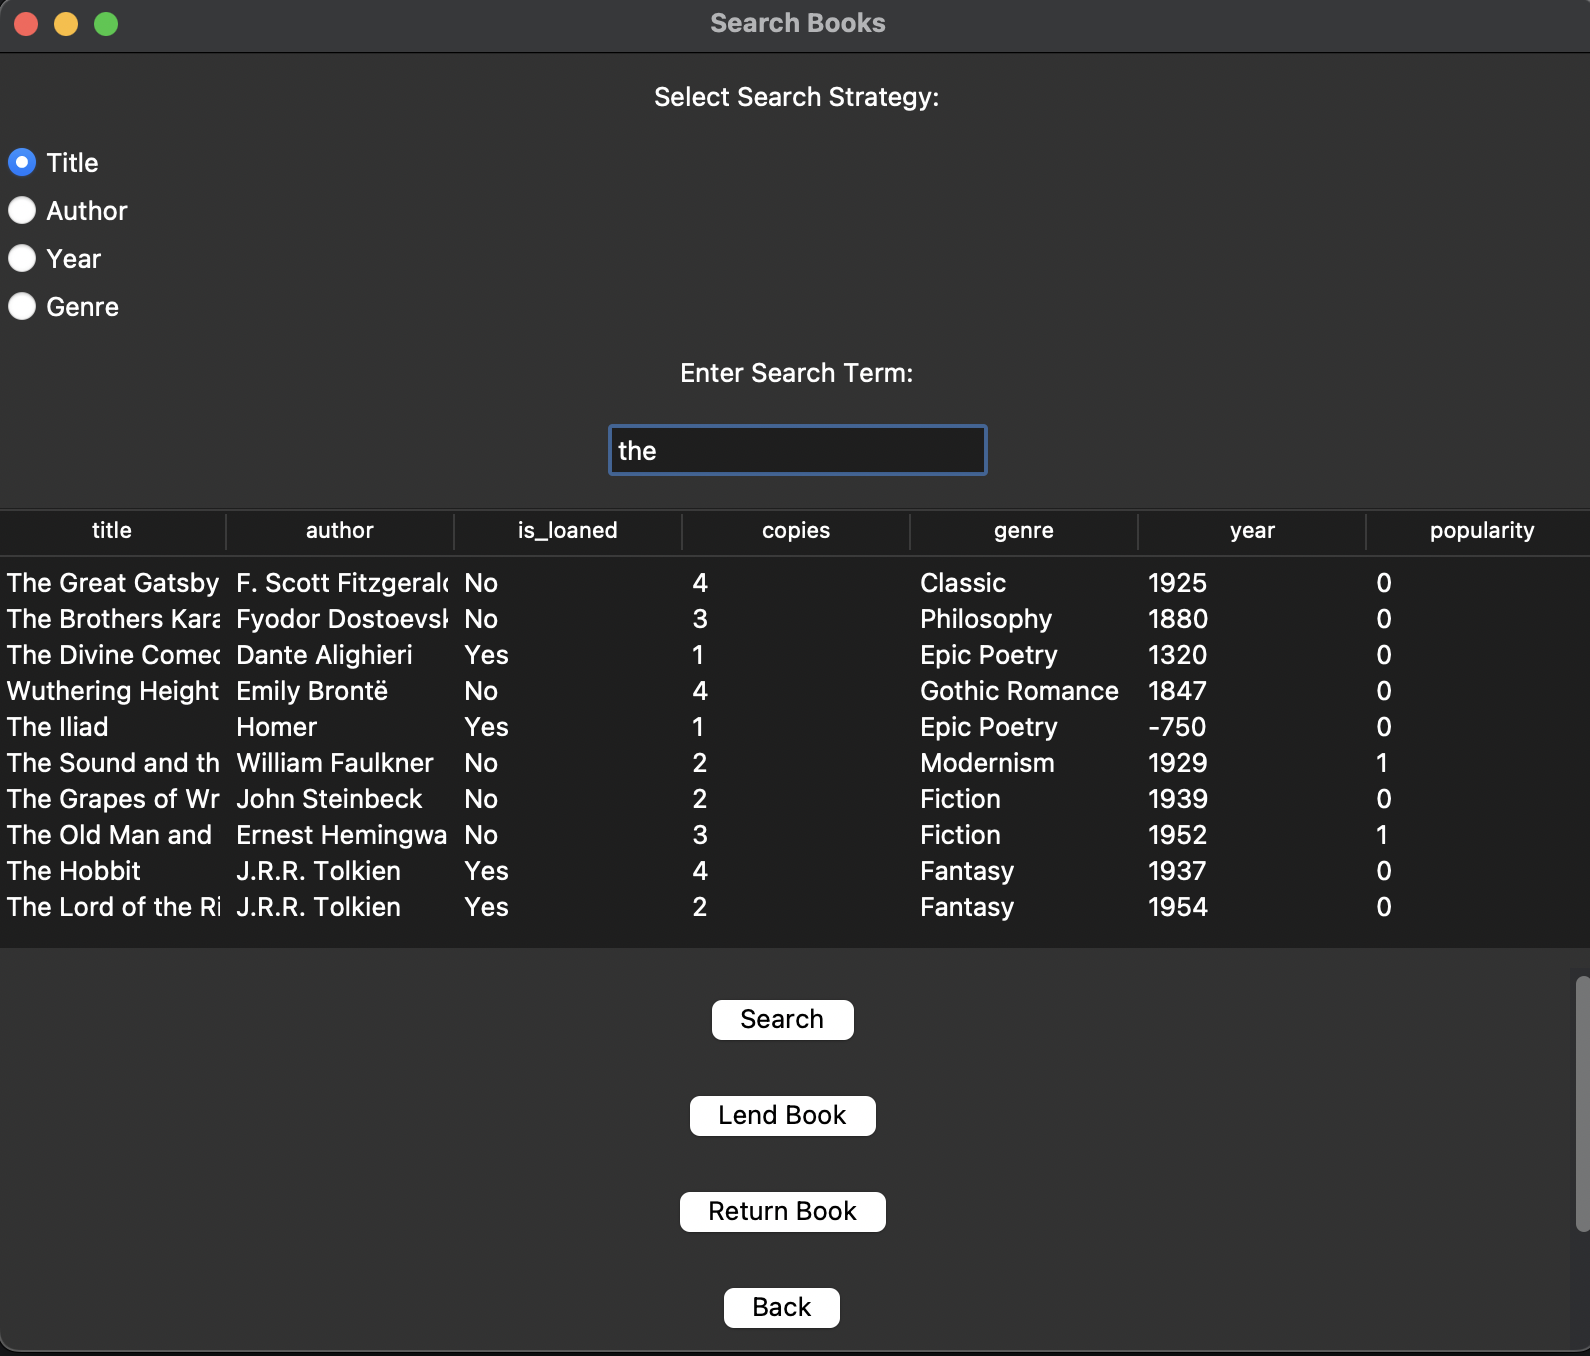 Search Books
Select Search Strategy:
Title
Author
Year
Genre
Enter Search Term:
the
title author is_loaned copies genre year popularity
The Great Gatsby F. Scott Fitzgerald No 4 Classic 1925 0
The Brothers Kara Fyodor Dostoevsk No 3 Philosophy 1880 0
The Divine Comed Dante Alighieri Yes 1 Epic Poetry 1320 0
Wuthering Height Emily Brontë No 4 Gothic Romance 1847 0
The Iliad Homer Yes 1 Epic Poetry -750 0
The Sound and th William Faulkner No 2 Modernism 1929 1
The Grapes of Wr John Steinbeck No 2 Fiction 1939 0
The Old Man and Ernest Hemingwa No 3 Fiction 1952 1
The Hobbit J.R.R. Tolkien Yes 4 Fantasy 1937 0
The Lord of the Ri J.R.R. Tolkien Yes 2 Fantasy 1954 0
Search
Lend Book
Return Book
Back